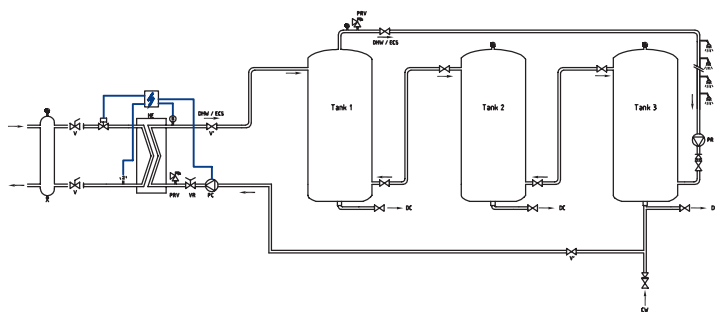 PRV
DHW / ECS
Tank 1
Tank 2
Tank 3
HE
DHW / ECS
V
V'
PR
V
PRV
VR
PC
DC
DC
D
V'
CW